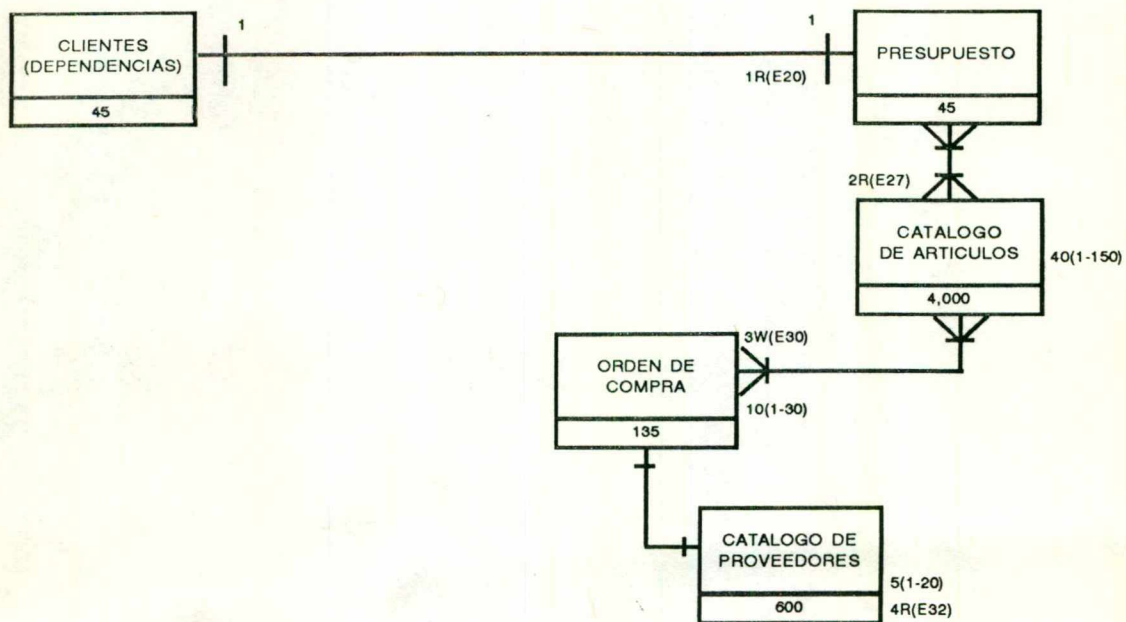 1
1
CLIENTES
(DEPENDENCIAS)
45
PRESUPUESTO
1R(E20)
45
2R(E27)
CATALOGO
DE ARTICULOS
40(1-150)
4,000
3W(E30)
ORDEN DE
COMPRA
10(1-30)
135
CATALOGO DE
PROVEEDORES
5(1-20)
600
4R(E32)